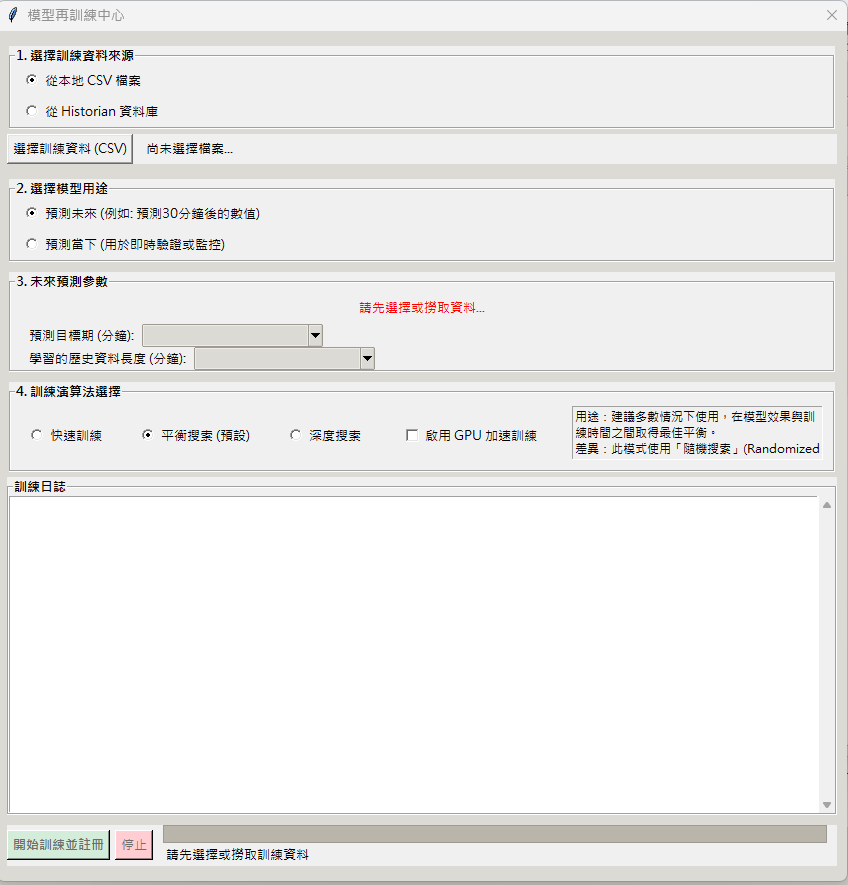 模型再訓練中心
1. 選擇訓練資料來源
從本地 CSV 檔案
從 Historian 資料庫
選擇訓練資料 (CSV) 尚未選擇檔案...
2. 選擇模型用途
預測未來 (例如: 預測30分鐘後的數值)
預測當下 (用於即時驗證或監控)
3. 未來預測參數
請先選擇或撈取資料...
預測目標期 (分鐘):
學習的歷史資料長度 (分鐘):
4. 訓練演算法選擇
快速訓練 平衡搜索 (預設) 深度搜索 啟用 GPU 加速訓練
用途：建議多數情況下使用，在模型效果與訓
練時間之間取得最佳平衡。
差異：此模式使用「隨機搜索」(Randomized
訓練日誌
開始訓練並註冊 停止
請先選擇或撈取訓練資料